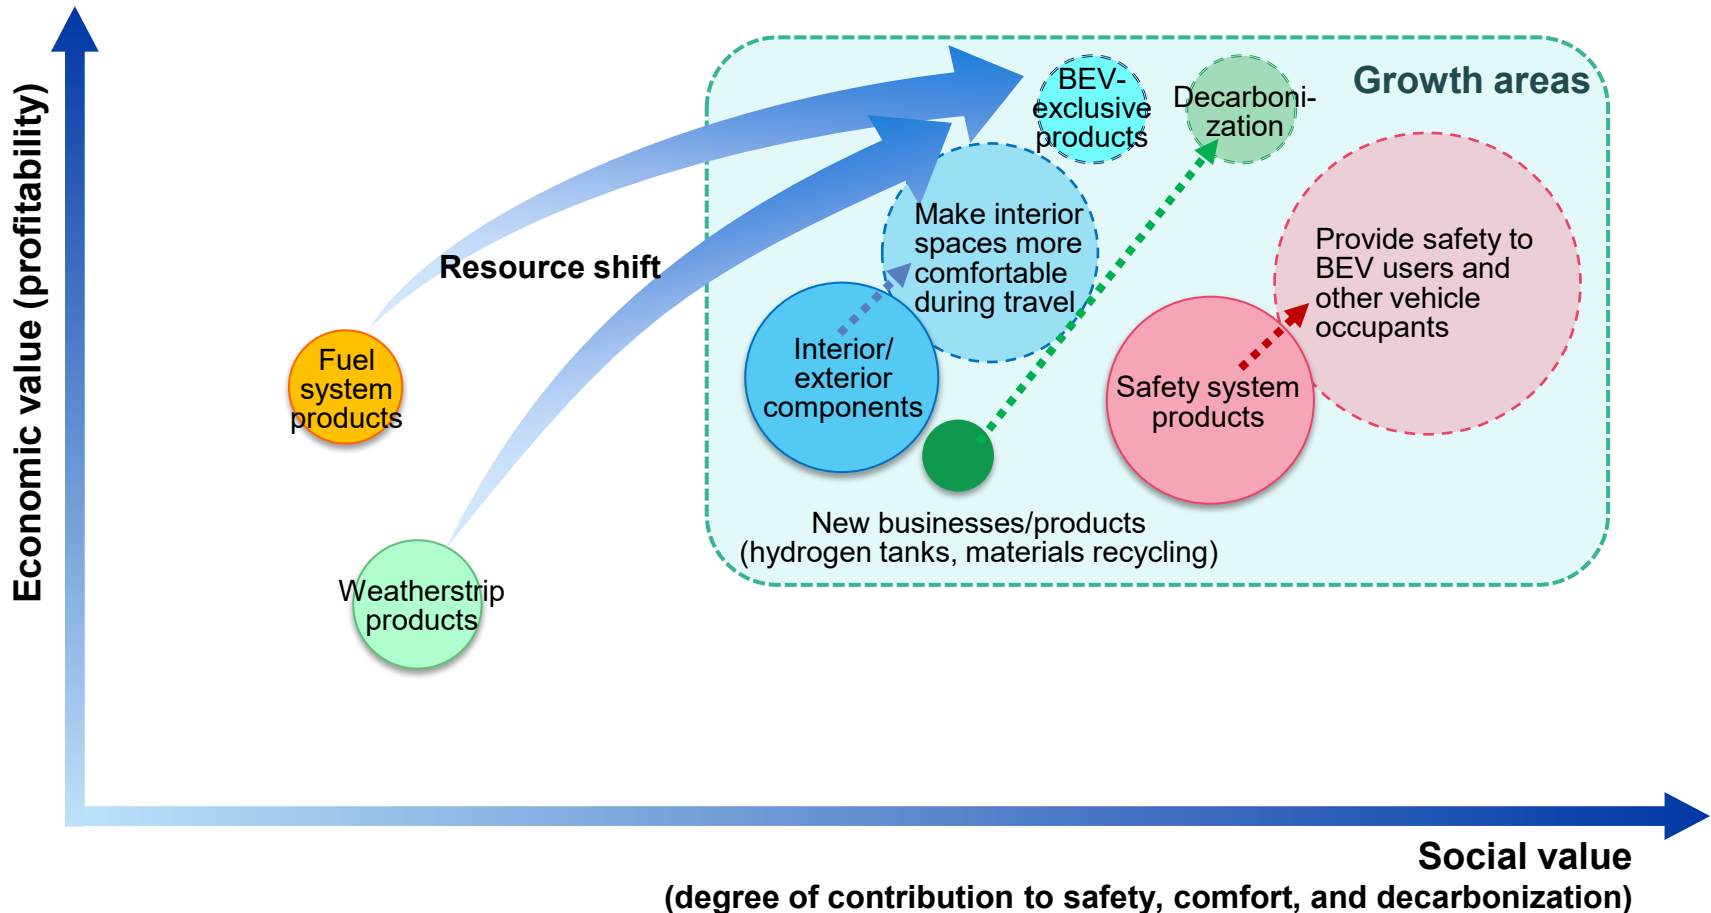 Economic value (profitability)
Growth areas
BEV-
exclusive
products
Decarboni-
zation
Resource shift
Make interior
spaces more
comfortable
during travel
Provide safety to
BEV users and
other vehicle
occupants
Fuel
system
products
Interior/
exterior
components
Safety system
products
New businesses/products
(hydrogen tanks, materials recycling)
Weatherstrip
products
Social value
(degree of contribution to safety, comfort, and decarbonization)